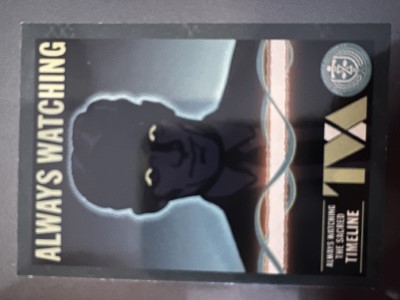 ALWAYS WATCHING
TVA
ALWAYS WATCHING
THE SACRED
TIMELINE